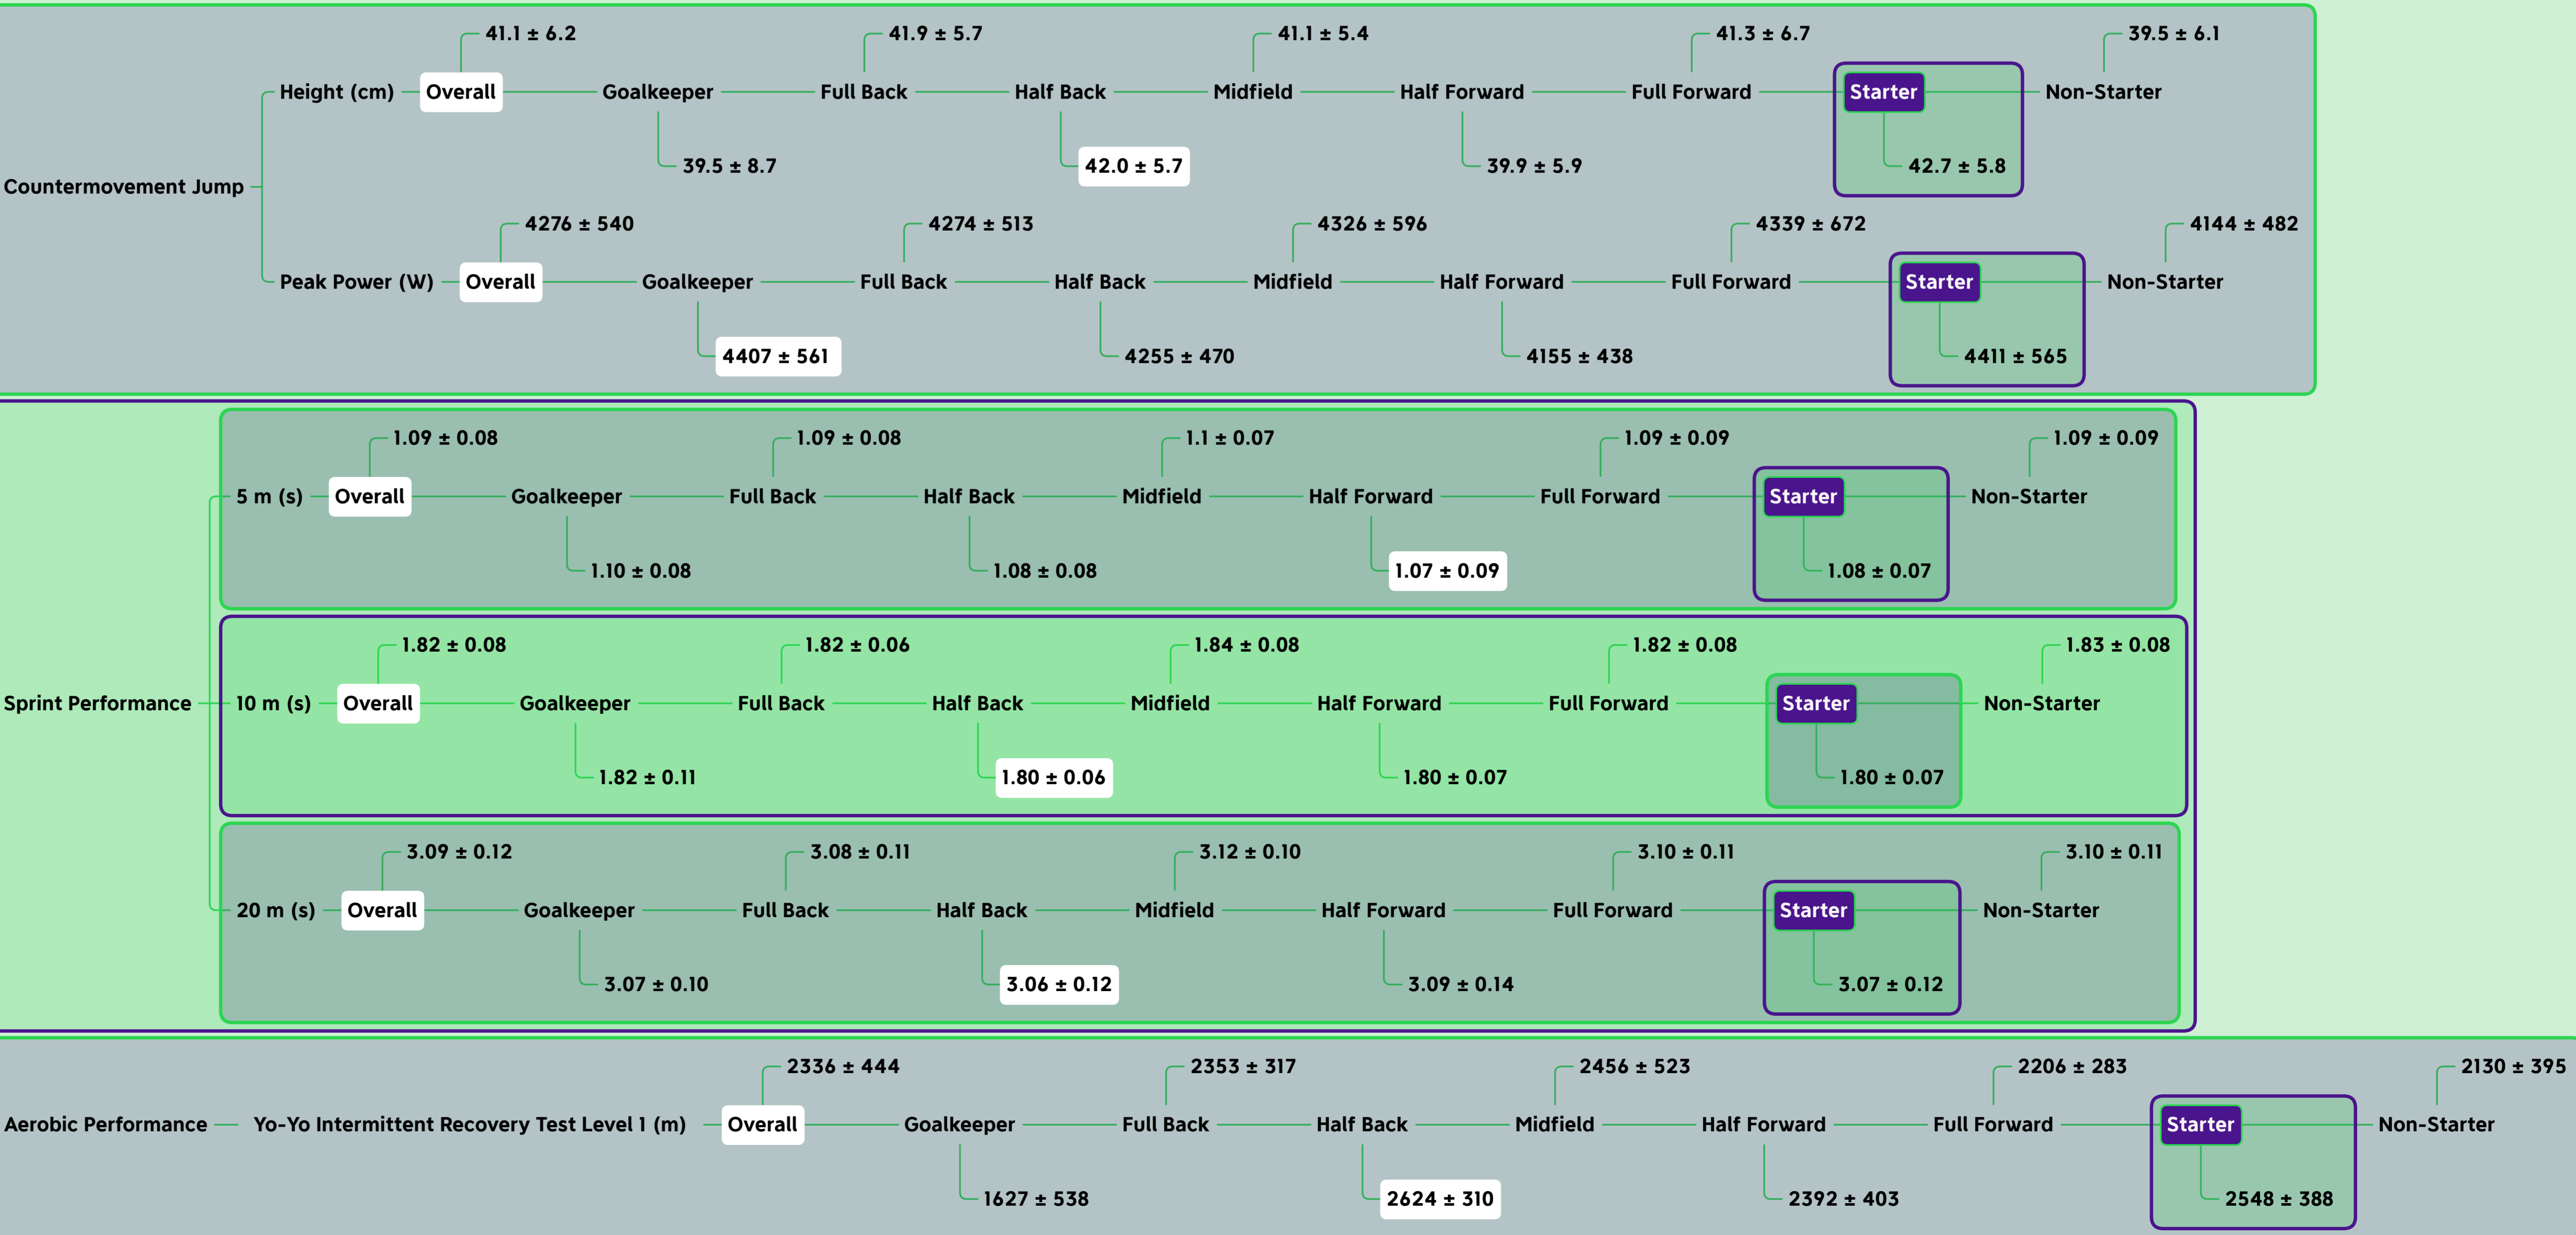 41.1 ± 6.2 41.9 ± 5.7 41.1 ± 5.4 41.3 ± 6.7 39.5 ± 6.1
Height (cm) Overall Goalkeeper Full Back Half Back Midfield Half Forward Full Forward Starter Non-Starter
39.5 ± 8.7 42.0 ± 5.7 39.9 ± 5.9 42.7 ± 5.8
Countermovement Jump
4276 ± 540 4274 ± 513 4326 ± 596 4339 ± 672 4144 ± 482
Peak Power (W) Overall Goalkeeper Full Back Half Back Midfield Half Forward Full Forward Starter Non-Starter
4407 ± 561 4255 ± 470 4155 ± 438 4411 ± 565
1.09 ± 0.08 1.09 ± 0.08 1.1 ± 0.07 1.09 ± 0.09 1.09 ± 0.09
5 m (s) Overall Goalkeeper Full Back Half Back Midfield Half Forward Full Forward Starter Non-Starter
1.10 ± 0.08 1.08 ± 0.08 1.07 ± 0.09 1.08 ± 0.07
1.82 ± 0.08 1.82 ± 0.06 1.84 ± 0.08 1.82 ± 0.08 1.83 ± 0.08
Sprint Performance 10 m (s) Overall Goalkeeper Full Back Half Back Midfield Half Forward Full Forward Starter Non-Starter
1.82 ± 0.11 1.80 ± 0.06 1.80 ± 0.07 1.80 ± 0.07
3.09 ± 0.12 3.08 ± 0.11 3.12 ± 0.10 3.10 ± 0.11 3.10 ± 0.11
20 m (s) Overall Goalkeeper Full Back Half Back Midfield Half Forward Full Forward Starter Non-Starter
3.07 ± 0.10 3.06 ± 0.12 3.09 ± 0.14 3.07 ± 0.12
2336 ± 444 2353 ± 317 2456 ± 523 2206 ± 283 2130 ± 395
Aerobic Performance Yo-Yo Intermittent Recovery Test Level 1 (m) Overall Goalkeeper Full Back Half Back Midfield Half Forward Full Forward Starter Non-Starter
1627 ± 538 2624 ± 310 2392 ± 403 2548 ± 388